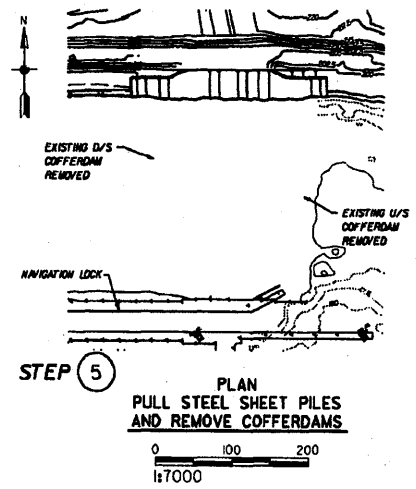 N
220
EXISTING D/S
COFFERDAM
REMOVED
EXISTING U/S
COFFERDAM
REMOVED
NAVIGATION LOCK
STEP 5
PLAN
PULL STEEL SHEET PILES
AND REMOVE COFFERDAMS
0 100 200
1:7000